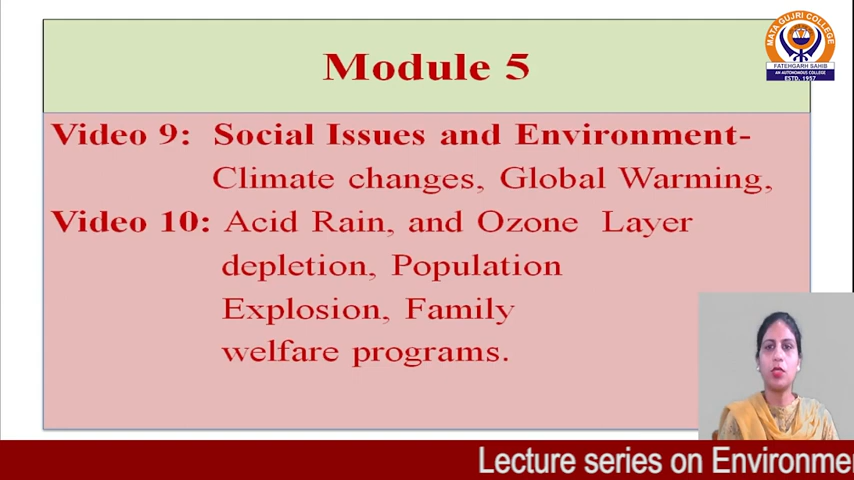 Module 5
MATA GUJRI COLLEGE
FATEHGARH SAHIB
AN AUTONOMOUS COLLEGE
ESTD. 1957
Video 9: Social Issues and Environment-
Climate changes, Global Warming,
Video 10: Acid Rain, and Ozone Layer
depletion, Population
Explosion, Family
welfare programs.
Lecture series on Environme